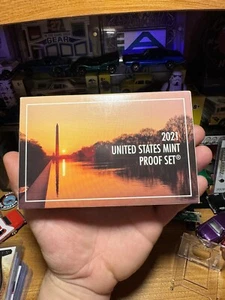 2021
UNITED STATES MINT
PROOF SET®